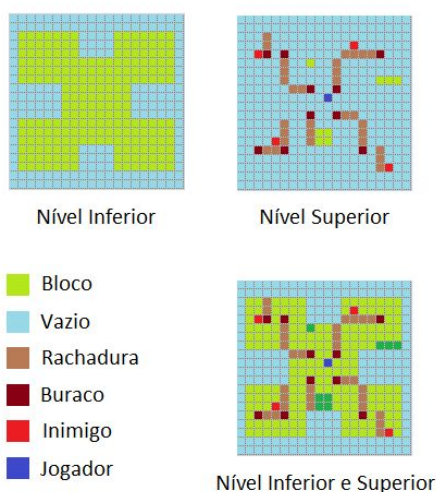 Nível Inferior
Nível Superior
Bloco
Vazio
Rachadura
Buraco
Inimigo
Jogador
Nível Inferior e Superior